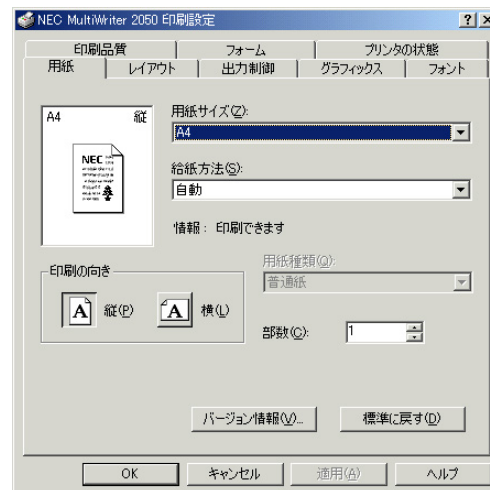 NEC MultiWriter 2050 印刷設定
印刷品質 フォーム プリンタの状態
用紙 レイアウト 出力制御 グラフィックス フォント
A4 縦
NEC
用紙サイズ(Z):
A4
給紙方法(S):
自動
情報： 印刷できます
印刷の向き
A 縦(P) A 横(L)
用紙種類(Q):
普通紙
部数(C): 1
バージョン情報(V)... 標準に戻す(D)
OK キャンセル 適用(A) ヘルプ